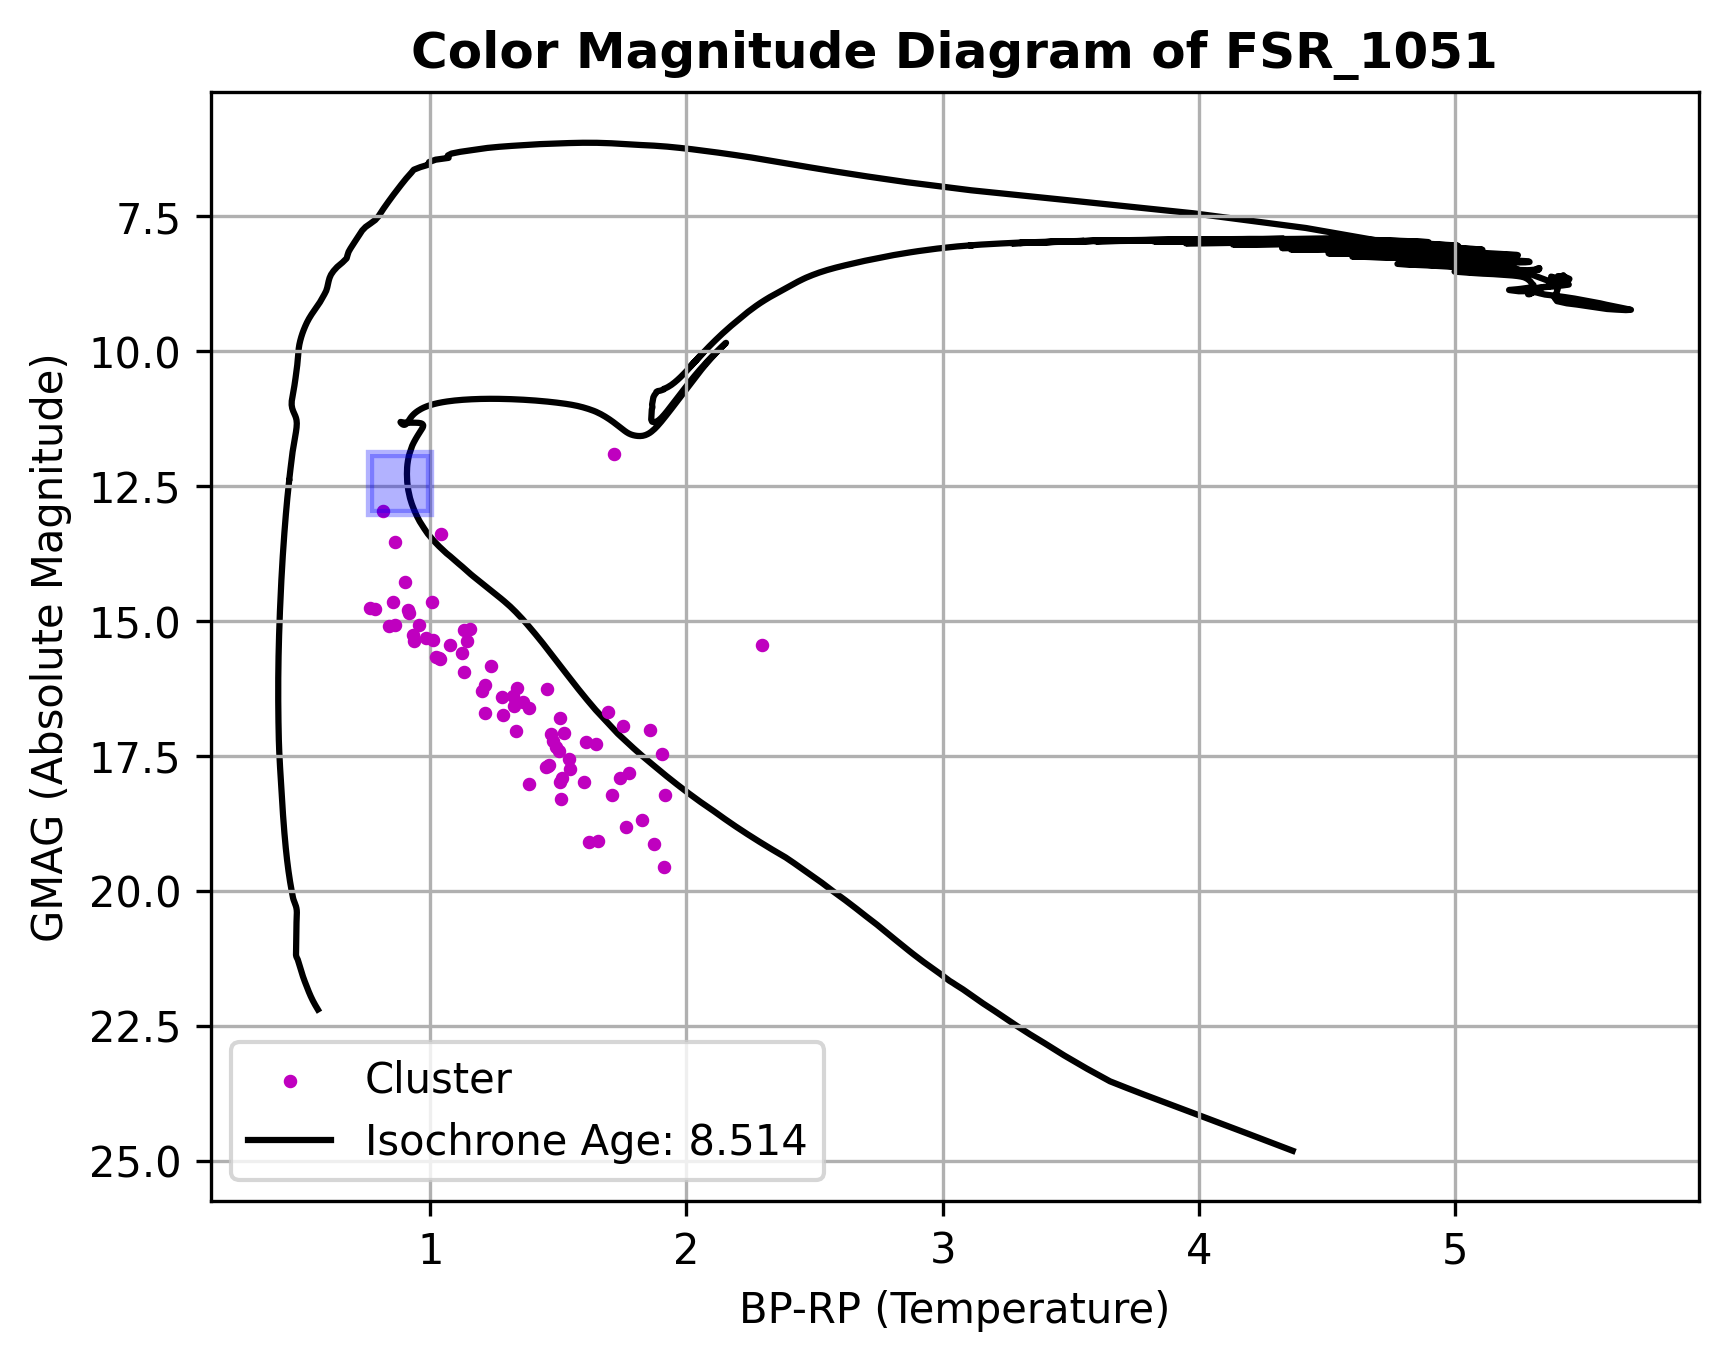 Color Magnitude Diagram of FSR_1051
GMAG (Absolute Magnitude)
7.5
10.0
12.5
15.0
17.5
20.0
22.5
25.0
Cluster
Isochrone Age: 8.514
1 2 3 4 5
BP-RP (Temperature)